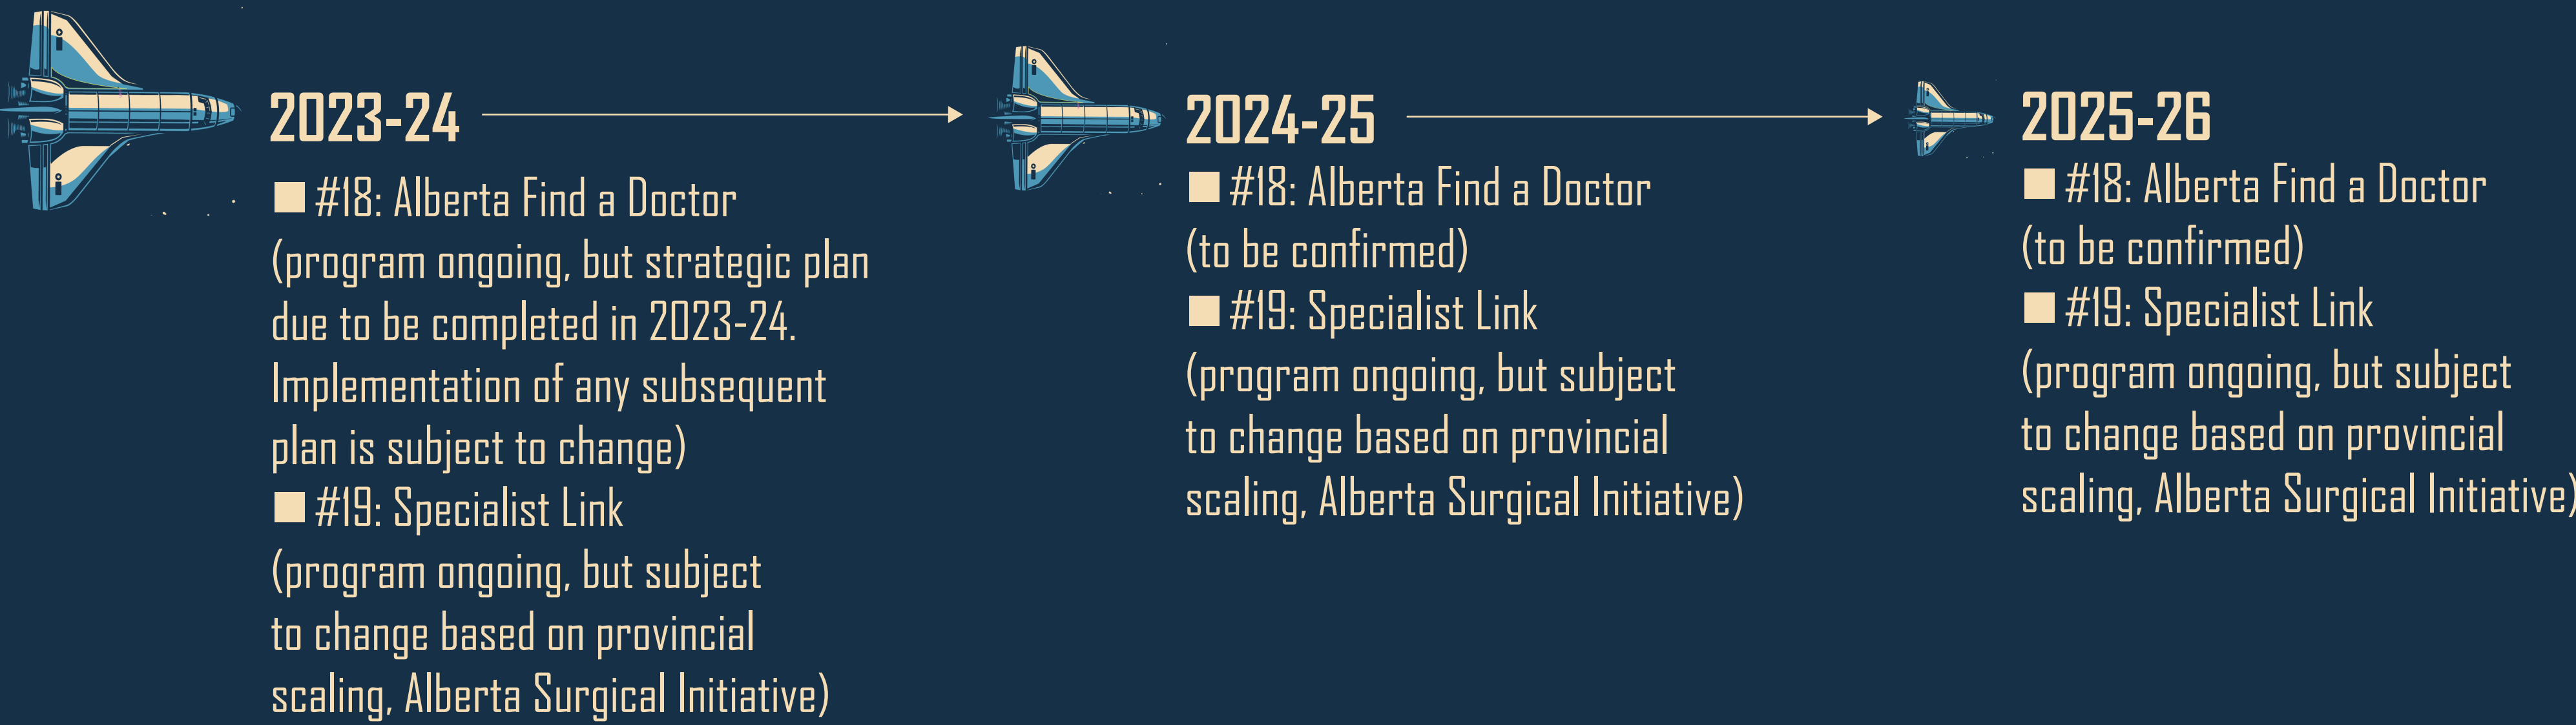 2023-24
■ #18: Alberta Find a Doctor
(program ongoing, but strategic plan
due to be completed in 2023-24.
Implementation of any subsequent
plan is subject to change)
■ #19: Specialist Link
(program ongoing, but subject
to change based on provincial
scaling, Alberta Surgical Initiative)
2024-25
■ #18: Alberta Find a Doctor
(to be confirmed)
■ #19: Specialist Link
(program ongoing, but subject
to change based on provincial
scaling, Alberta Surgical Initiative)
2025-26
■ #18: Alberta Find a Doctor
(to be confirmed)
■ #19: Specialist Link
(program ongoing, but subject
to change based on provincial
scaling, Alberta Surgical Initiative)